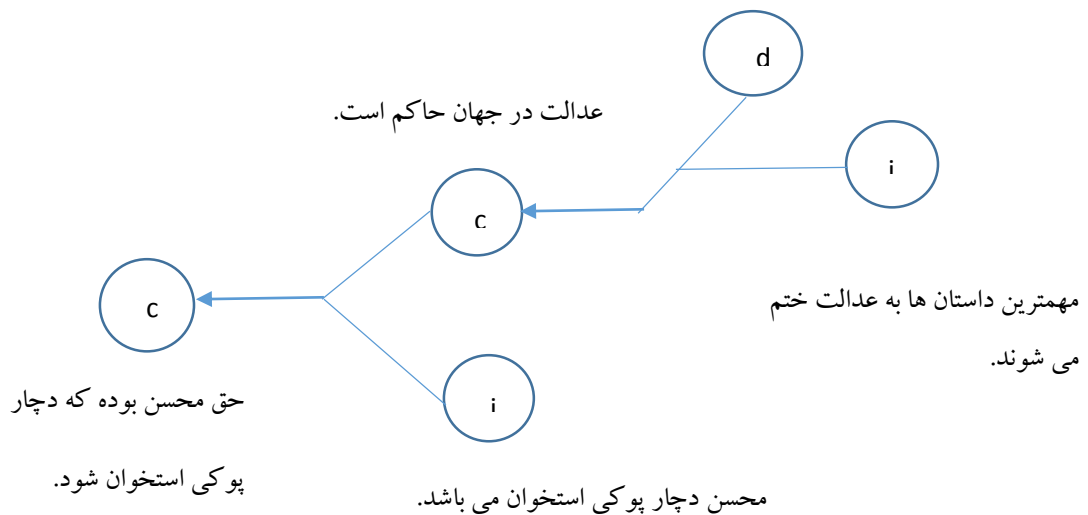 d
عدالت در جهان حاکم است.
i
c
c
مهمترین داستان ها به عدالت ختم
می شوند.
i
حق محسن بوده که دچار
پوکی استخوان شود.
محسن دچار پوکی استخوان می باشد.